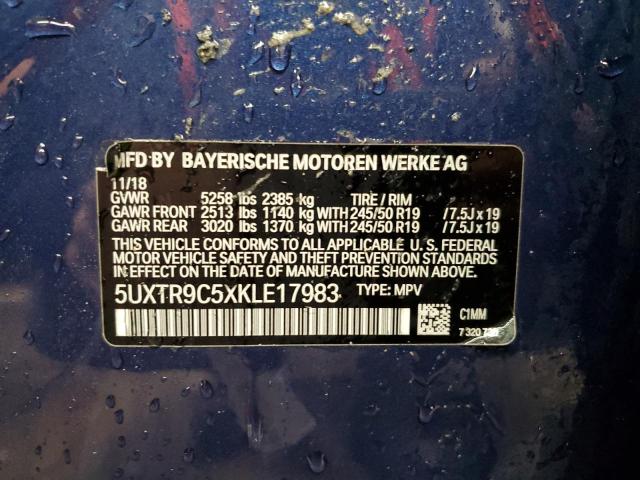 MFD BY BAYERISCHE MOTOREN WERKE AG
11/18
GVWR 5258 lbs 2385 kg TIRE / RIM
GAWR FRONT 2513 lbs 1140 kg WITH 245/50 R19 / 7.5J x 19
GAWR REAR 3020 lbs 1370 kg WITH 245/50 R19 / 7.5J x 19
THIS VEHICLE CONFORMS TO ALL APPLICABLE U. S. FEDERAL
MOTOR VEHICLE SAFETY AND THEFT PREVENTION STANDARDS
IN EFFECT ON THE DATE OF MANUFACTURE SHOWN ABOVE.
5UXTR9C5XKLE17983 TYPE: MPV
C1MM
7 320